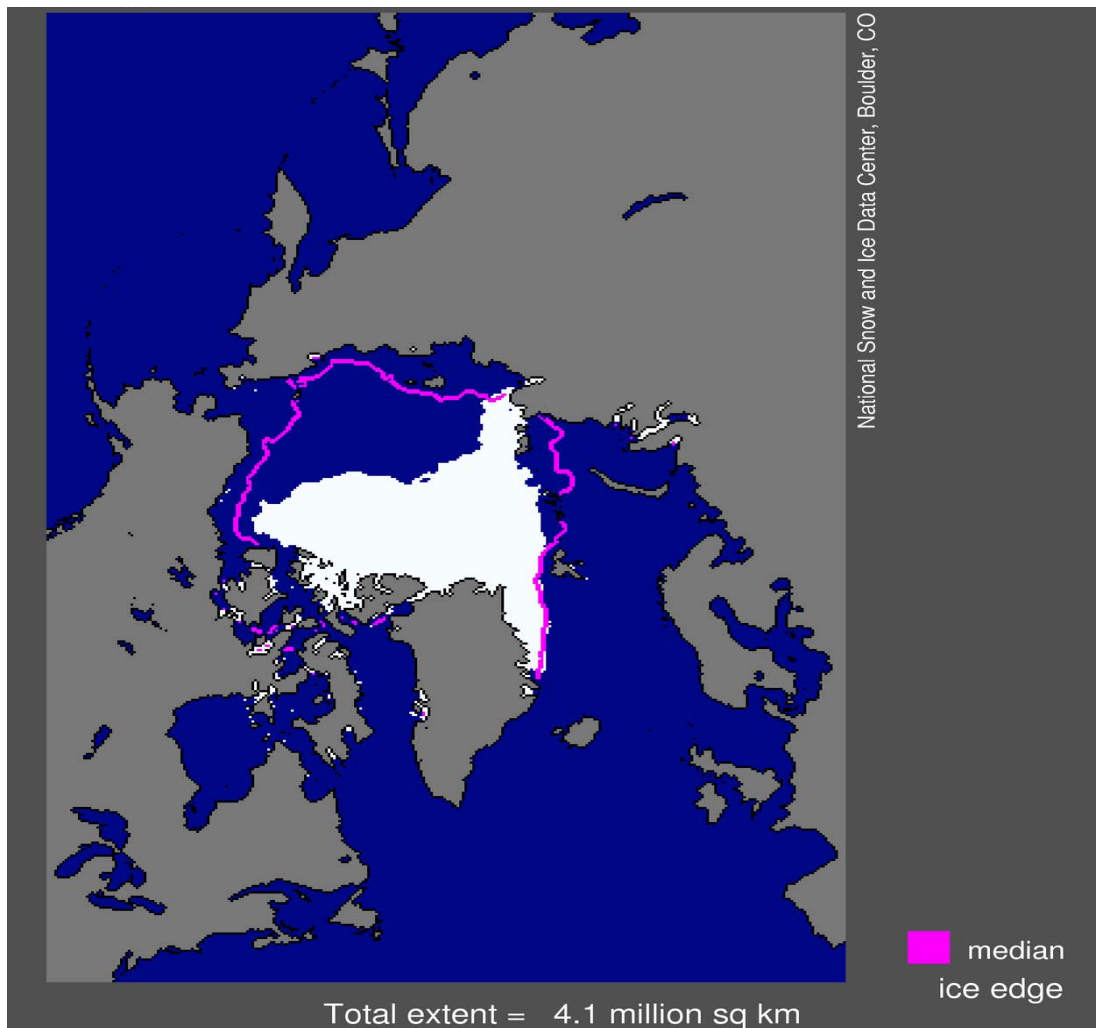 National Snow and Ice Data Center, Boulder, CO
median
ice edge
Total extent = 4.1 million sq km